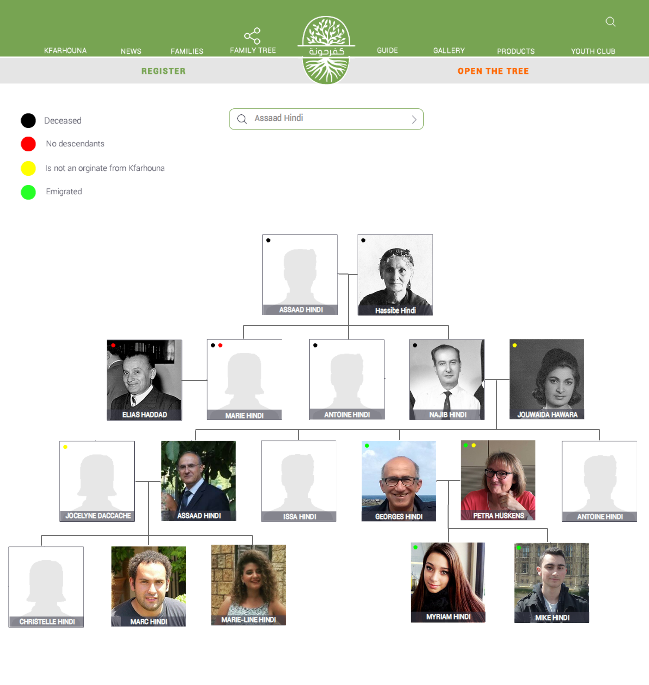 KFARHOUNA
NEWS
FAMILIES
FAMILY TREE
كفرحونة
GUIDE
GALLERY
PRODUCTS
YOUTH CLUB
REGISTER
OPEN THE TREE
Assaad Hindi
Deceased
No descendants
Is not an orginate from Kfarhouna
Emigrated
ASSAAD HINDI
Hassibe Hindi
ELIAS HADDAD
MARIE HINDI
ANTOINE HINDI
NAJIB HINDI
JOUWAIDA HAWARA
JOCELYNE DACCACHE
ASSAAD HINDI
ISSA HINDI
GEORGES HINDI
PETRA HUSKENS
ANTOINE HINDI
CHRISTELLE HINDI
MARC HINDI
MARIE-LINE HINDI
MYRIAM HINDI
MIKE HINDI